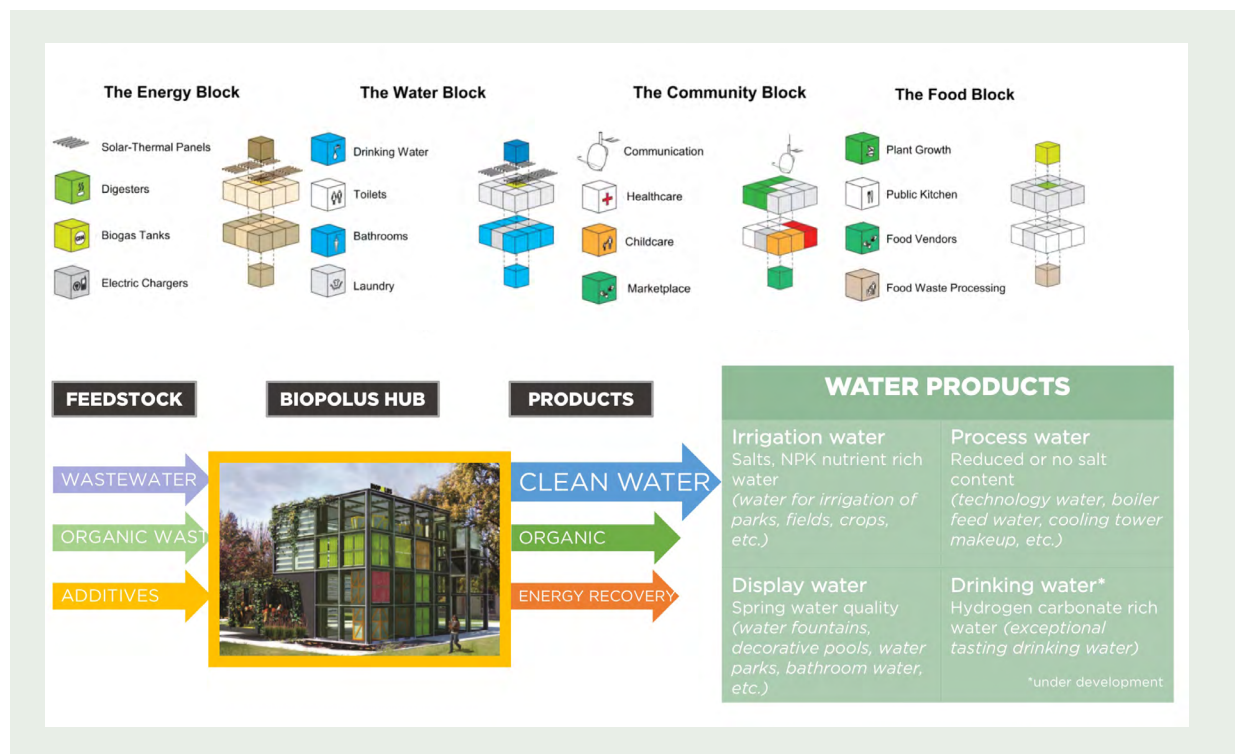 The Energy Block
Solar-Thermal Panels
Digesters
Biogas Tanks
Electric Chargers
The Water Block
Drinking Water
Toilets
Bathrooms
Laundry
The Community Block
Communication
Healthcare
Childcare
Marketplace
The Food Block
Plant Growth
Public Kitchen
Food Vendors
Food Waste Processing
FEEDSTOCK
WASTEWATER
ORGANIC WAST
ADDITIVES
BIOPOLUS HUB
PRODUCTS
CLEAN WATER
ORGANIC
ENERGY RECOVERY
WATER PRODUCTS
Irrigation water
Salts, NPK nutrient rich
water
(water for irrigation of
parks, fields, crops,
etc.)
Process water
Reduced or no salt
content
(technology water, boiler
feed water, cooling tower
makeup, etc.)
Display water
Spring water quality
(water fountains,
decorative pools, water
parks, bathroom water,
etc.)
Drinking water*
Hydrogen carbonate rich
water (exceptional
tasting drinking water)
*under development